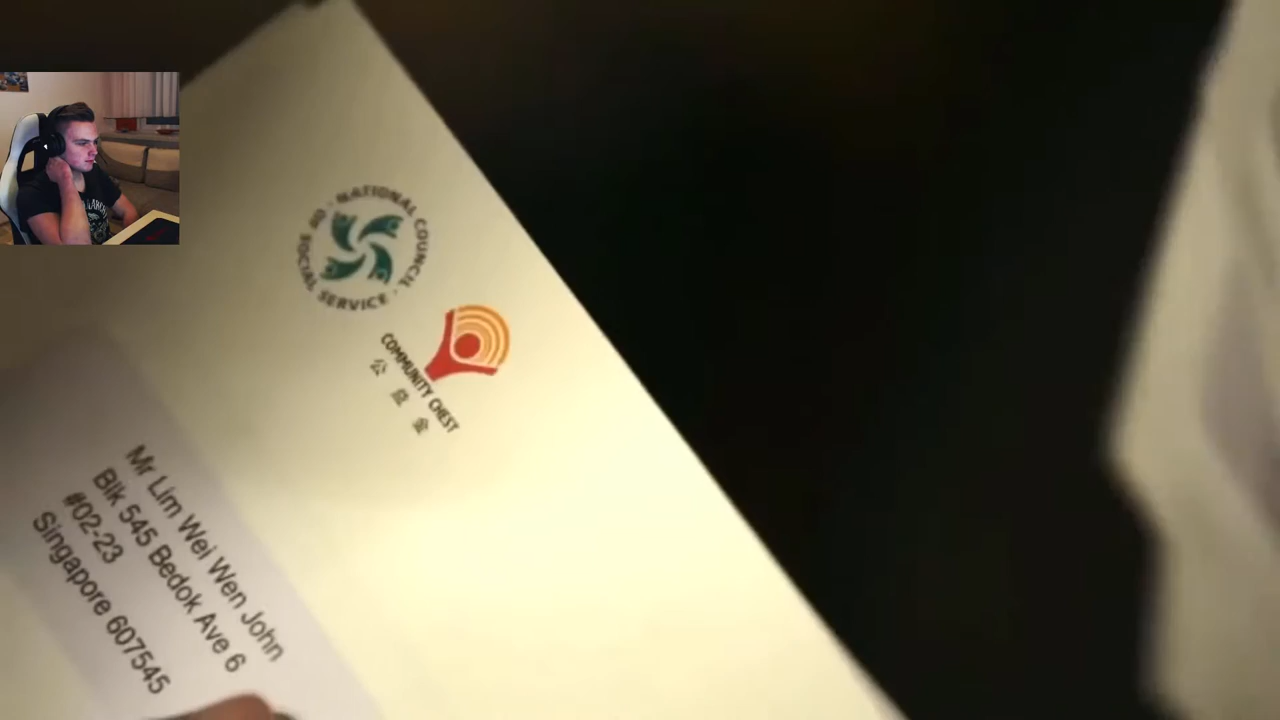 NATIONAL COUNCIL OF SOCIAL SERVICE
COMMUNITY CHEST
公益金
Mr Lim Wei Wen John
Blk 545 Bedok Ave 6
#02-23
Singapore 607545